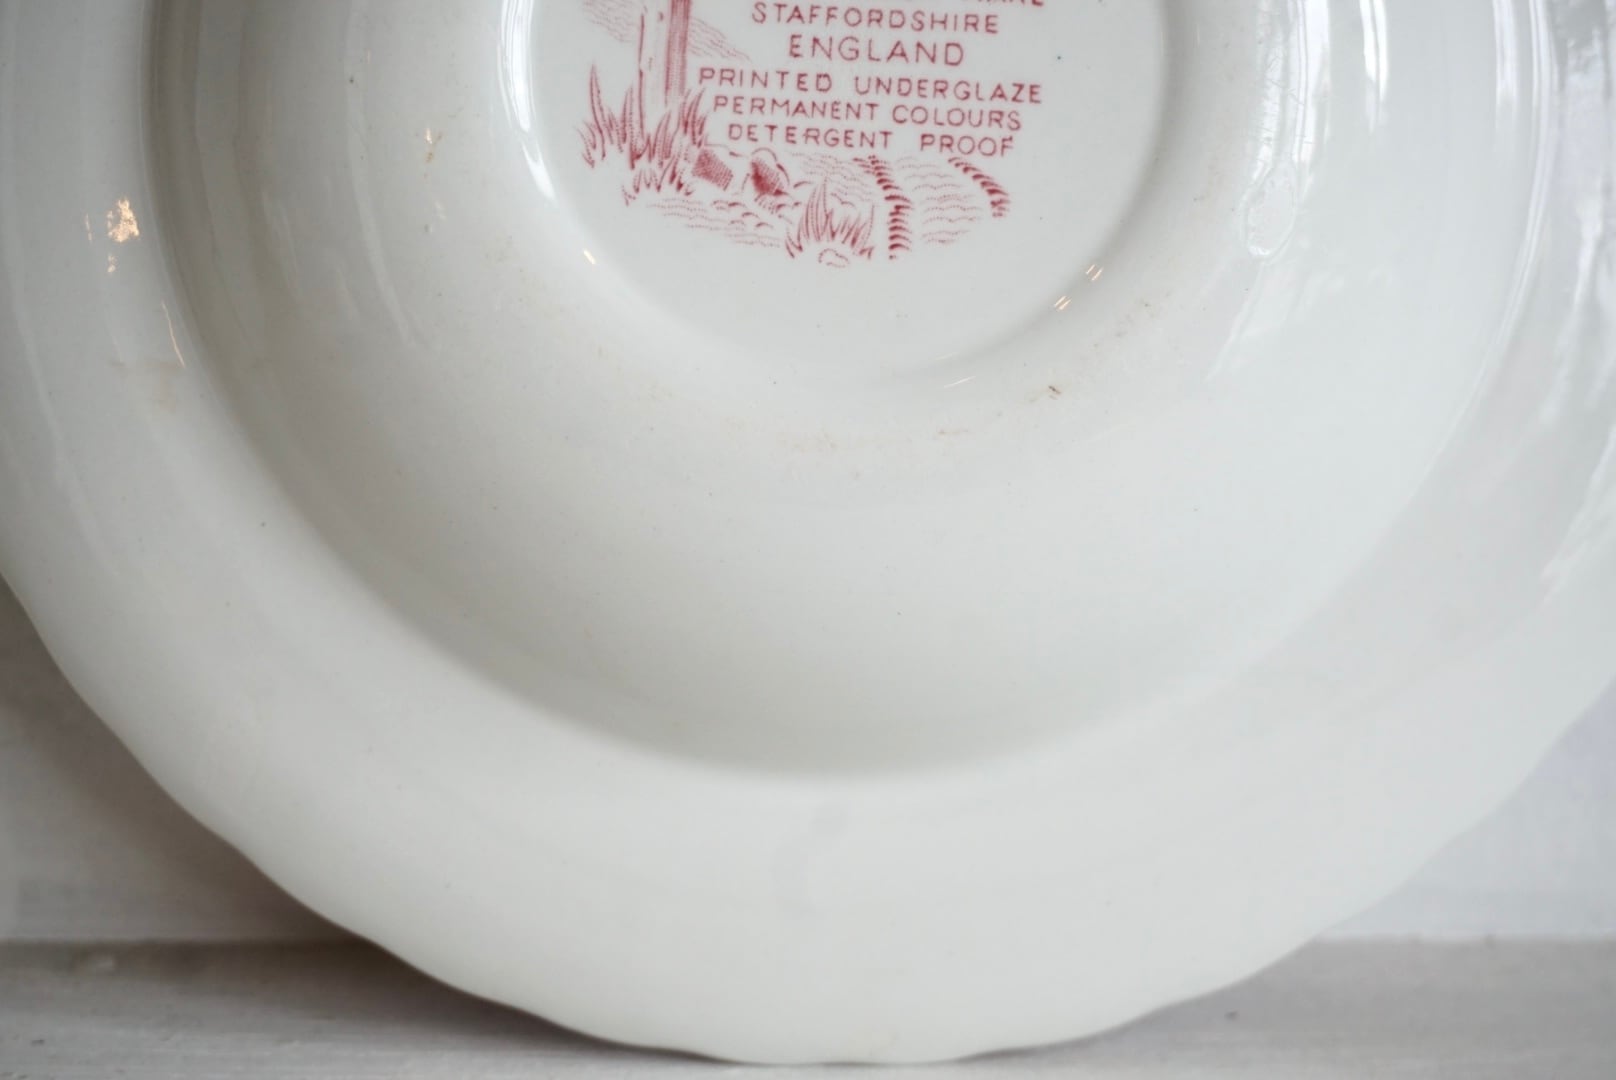 STAFFORDSHIRE
ENGLAND
PRINTED UNDERGLAZE
PERMANENT COLOURS
DETERGENT PROOF